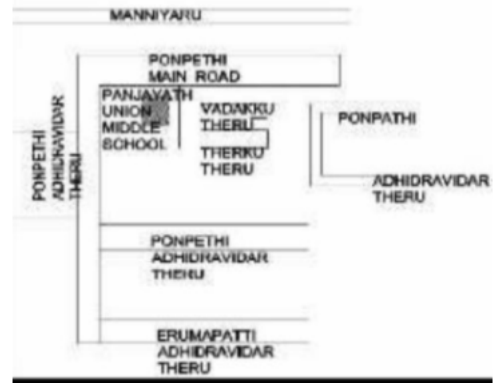 MANNIYARU
PONPETHI
MAIN ROAD
PANJAYATH
UNION
MIDDLE
SCHOOL
VADAKKU
THERU
THERKU
THERU
PONPATHI
ADHIDRAVIDAR
THERU
PONPETHI
ADHIDRAVIDAR
THERU
PONPETHI
ADHIDRAVIDAR
THERU
ERUMAPATTI
ADHIDRAVIDAR
THERU